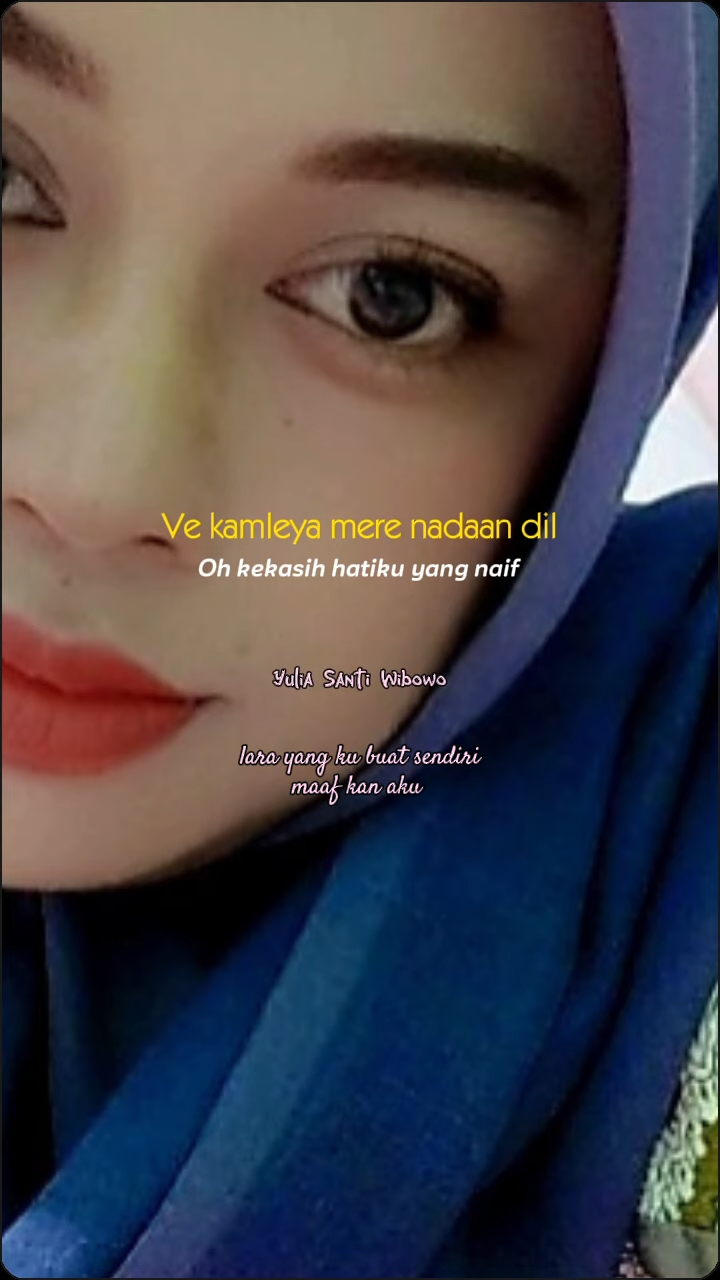 Ve kamleya mere nadaan dil
Oh kekasih hatiku yang naif
YuliA SANti Wibowo
lara yang ku buat sendiri
maaf kan aku